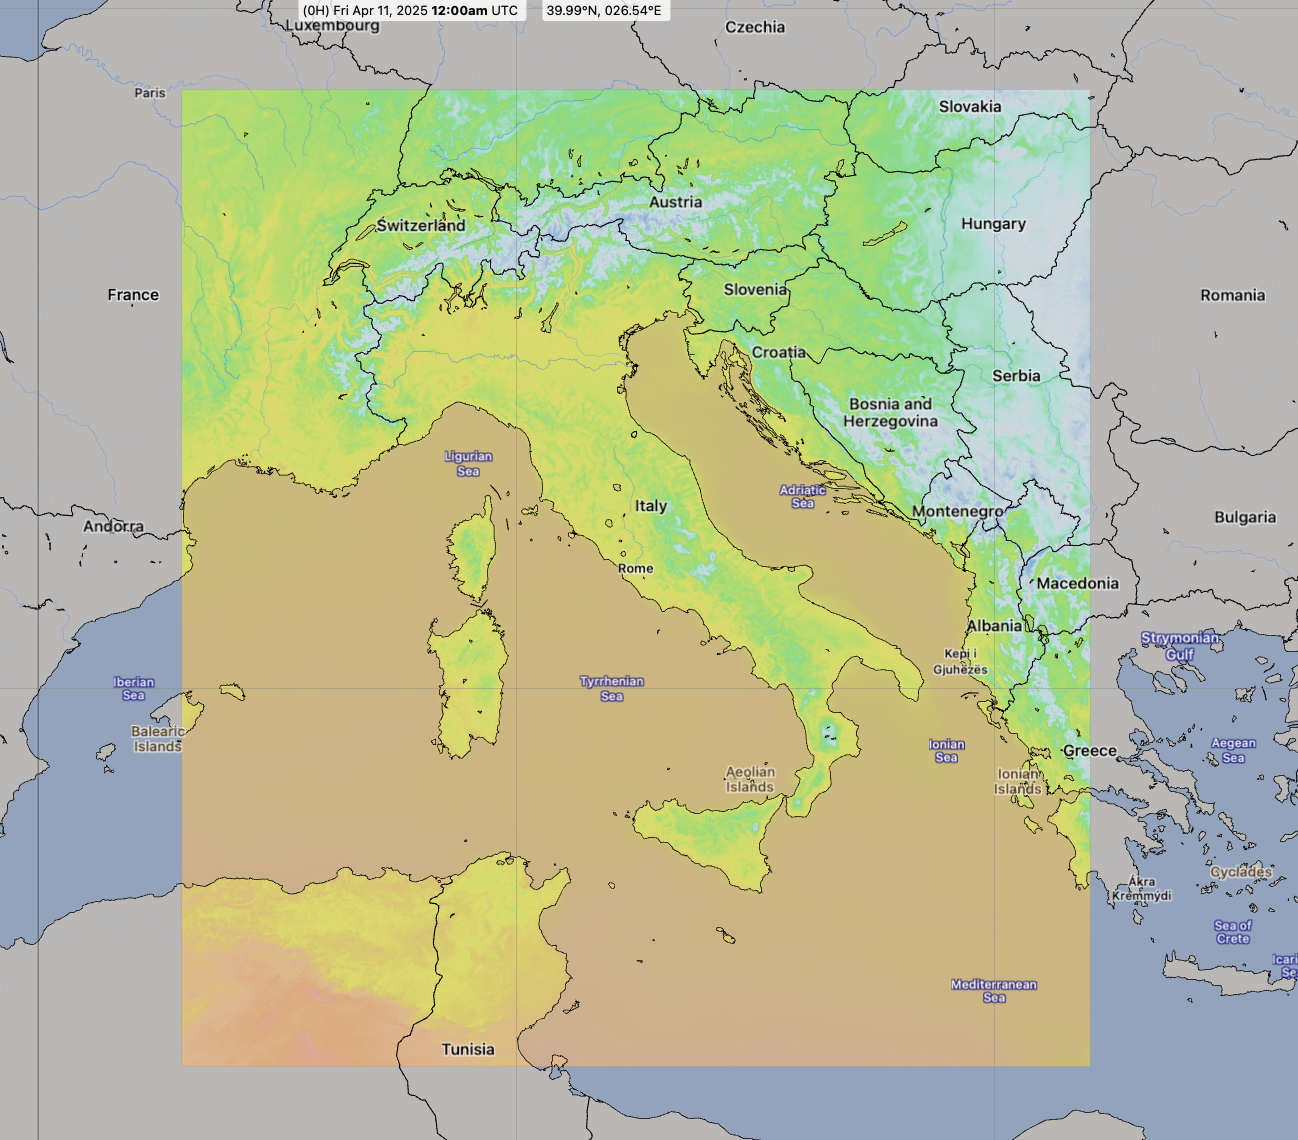 (0H) Fri Apr 11, 2025 12:00am UTC
39.99°N, 026.54°E
Luxembourg
Czechia
Paris
Slovakia
Austria
Switzerland
Hungary
France
Slovenia
Romania
Croatia
Serbia
Bosnia and
Herzegovina
Ligurian
Sea
Adriatic
Sea
Italy
Montenegro
Bulgaria
Andorra
Rome
Macedonia
Albania
Strymonian
Gulf
Kepi i
Gjuhëzës
Iberian
Sea
Tyrrhenian
Sea
Balearic
Islands
Ionian
Sea
Greece
Aegean
Sea
Aeolian
Islands
Ionian
Islands
Cyclades
Ákra
Kremmýdi
Sea of
Crete
Icari
Se
Mediterranean
Sea
Tunisia